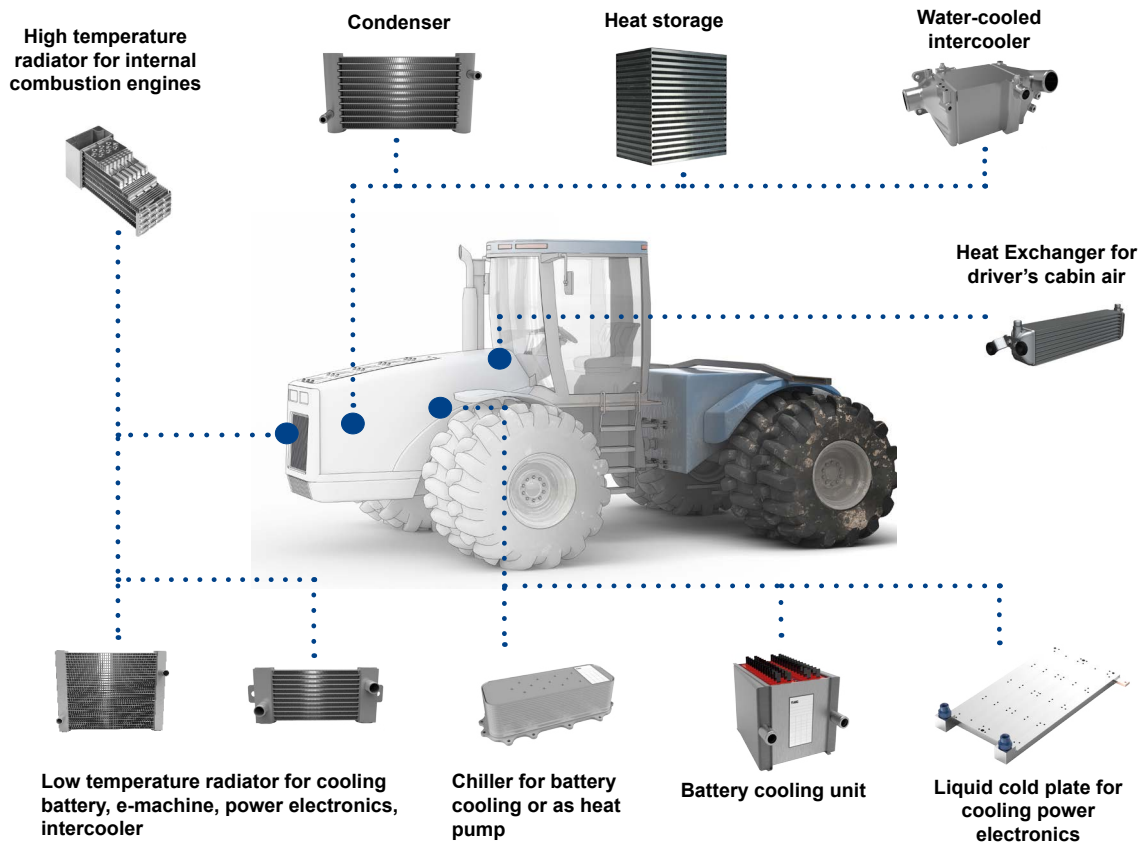 High temperature
radiator for internal
combustion engines
Condenser
Heat storage
Water-cooled
intercooler
Heat Exchanger for
driver’s cabin air
Low temperature radiator for cooling
battery, e-machine, power electronics,
intercooler
Chiller for battery
cooling or as heat
pump
Battery cooling unit
Liquid cold plate for
cooling power
electronics